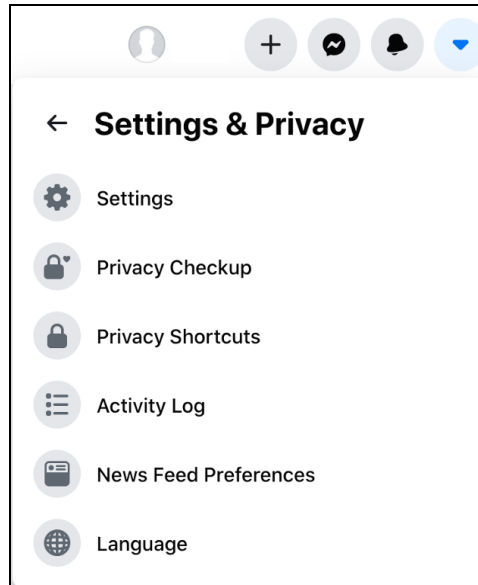 Settings & Privacy
Settings
Privacy Checkup
Privacy Shortcuts
Activity Log
News Feed Preferences
Language